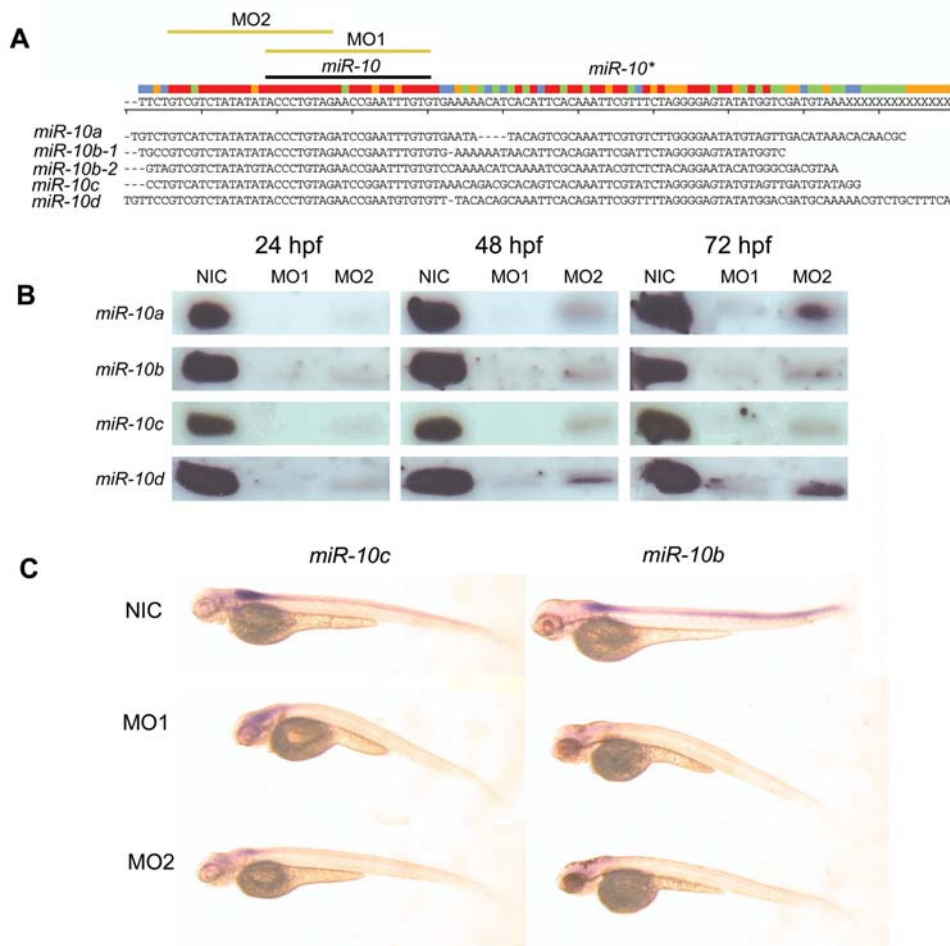 A
MO2
MO1
miR-10
miR-10*
--TTCTGTCGTCTATATATACCCTGTAGAACCGAATTTGTGTGAAAAACATCACATTCACAAATTCGTTTCTAGGGGAGTATATGGTCGATGTAAAXXXXXXXXXXXXXXXXX
miR-10a --TGTCTGTCATCTATATATACCCTGTAGATCCGAATTTGTGTGAATA----TACAGTCGCAAATTCGTGTCTTGGGGAATATGTAGTTGACATAAACACAACGC
miR-10b-1 --TGCCGTCGTCTATATATACCCTGTAGAACCGAATTTGTGTG-AAAAAATAACATTCACAGATTCGATTCTAGGGGAGTATATGGTC
miR-10b-2 ---GTAGTCGTCTATATATACCCTGTAGAACCGAATTTGTGTCCAAAACATCAAAATCGCAAATACGTCTCTACAGGAATACATGGGCGACGTAA
miR-10c ---CCTGTCATCTATATATACCCTGTAGATCCGGATTTGTGTAAACAGACGCACAGTCACAAATTCGTATCTAGGGGAGTATGTAGTTGATGTATAGG
miR-10d TGTTCCGTCGTCTATATATACCCTGTAGAACCGAATGTGTGTT-TACACAGCAAATTCACAGATTCGGTTTTAGGGGAGTATATGGACGATGCAAAAACGTCTGCTTTCA
24 hpf 48 hpf 72 hpf
B
NIC MO1 MO2 NIC MO1 MO2 NIC MO1 MO2
miR-10a
miR-10b
miR-10c
miR-10d
C
miR-10c miR-10b
NIC
MO1
MO2